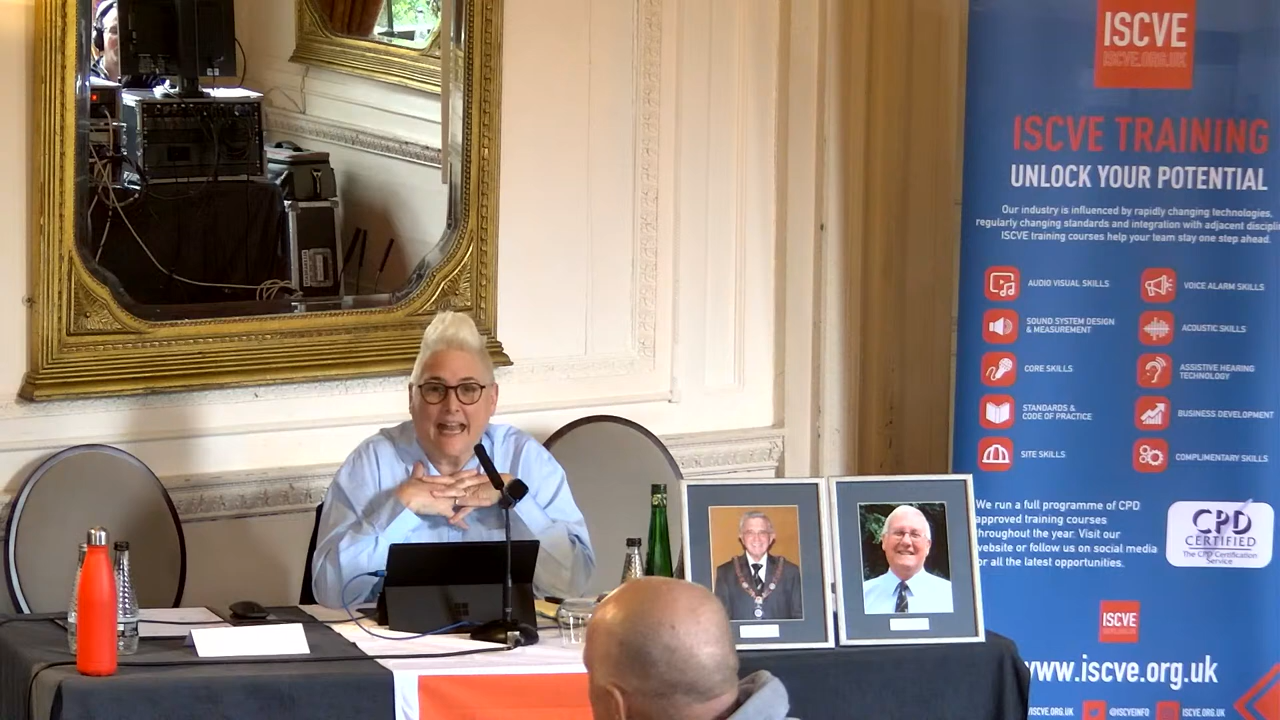 ISCVE
ISCVE.ORG.UK
ISCVE TRAINING
UNLOCK YOUR POTENTIAL
Our industry is influenced by rapidly changing technologies,
regularly changing standards and integration with adjacent discipli
ISCVE training courses help your team stay one step ahead.
AUDIO VISUAL SKILLS
VOICE ALARM SKILLS
SOUND SYSTEM DESIGN
& MEASUREMENT
ACOUSTIC SKILLS
CORE SKILLS
ASSISTIVE HEARING
TECHNOLOGY
STANDARDS &
CODE OF PRACTICE
BUSINESS DEVELOPMENT
SITE SKILLS
COMPLIMENTARY SKILLS
We run a full programme of CPD
approved training courses
throughout the year. Visit our
website or follow us on social media
or all the latest opportunities.
CPD
CERTIFIED
The CPD Certification
Service
ISCVE
www.iscve.org.uk
ISCVE.ORG.UK
@ISCVEINFO
ISCVE.ORG.UK